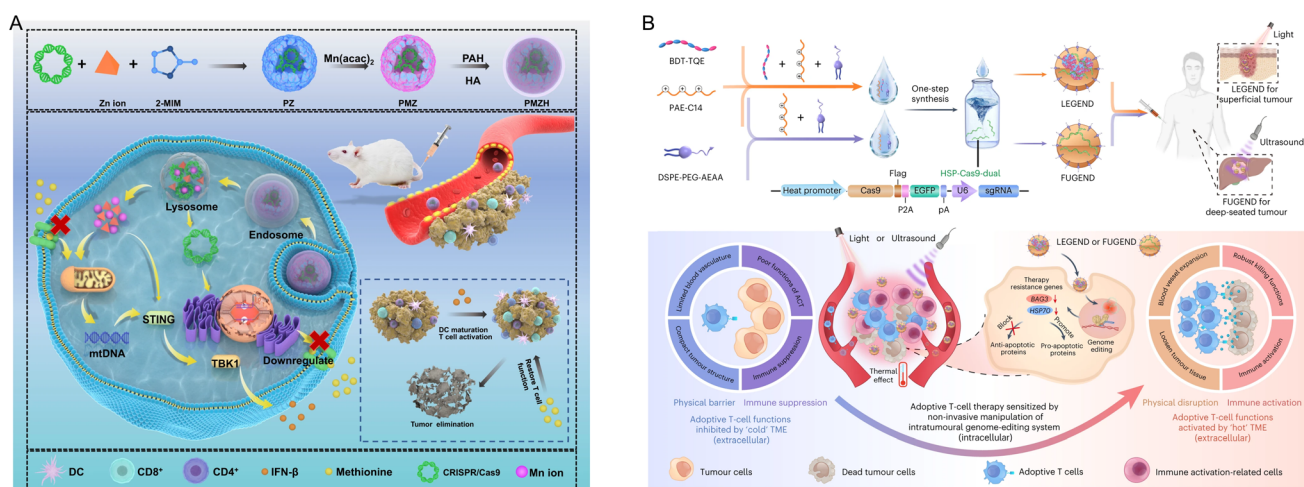 A
Zn ion
2-MIM
PZ
Mn(acac)2
PMZ
PAH
HA
PMZH
Lysosome
Endosome
STING
mtDNA
TBK1
Downregulate
DC maturation
T cell activation
Restore T cell
function
Tumor elimination
DC
CD8+
CD4+
IFN-β
Methionine
CRISPR/Cas9
Mn ion
B
BDT-TQE
PAE-C14
DSPE-PEG-AEAA
One-step
synthesis
HSP-Cas9-dual
LEGEND
FUGEND
Light
LEGEND for
superficial tumour
Ultrasound
FUGEND for
deep-seated tumour
Flag
Heat promoter
Cas9
EGFP
U6
sgRNA
P2A
pA
Limited blood vasculature
Poor functions of ACT
Compact tumour structure
Immune suppression
Physical barrier
Immune suppression
Adoptive T-cell functions
inhibited by 'cold' TME
(extracellular)
Light or Ultrasound
Thermal
effect
LEGEND or FUGEND
Therapy
resistance genes
BAG3
HSP70
Block
Promote
Anti-apoptotic
proteins
Pro-apoptotic
proteins
Genome
editing
Adoptive T-cell therapy sensitized by
non-invasive manipulation of
intratumoural genome-editing system
(intracellular)
Blood vessel expansion
Robust killing functions
Loosen tumour tissue
Immune activation
Physical disruption
Immune activation
Adoptive T-cell functions
activated by 'hot' TME
(extracellular)
Tumour cells
Dead tumour cells
Adoptive T cells
Immune activation-related cells